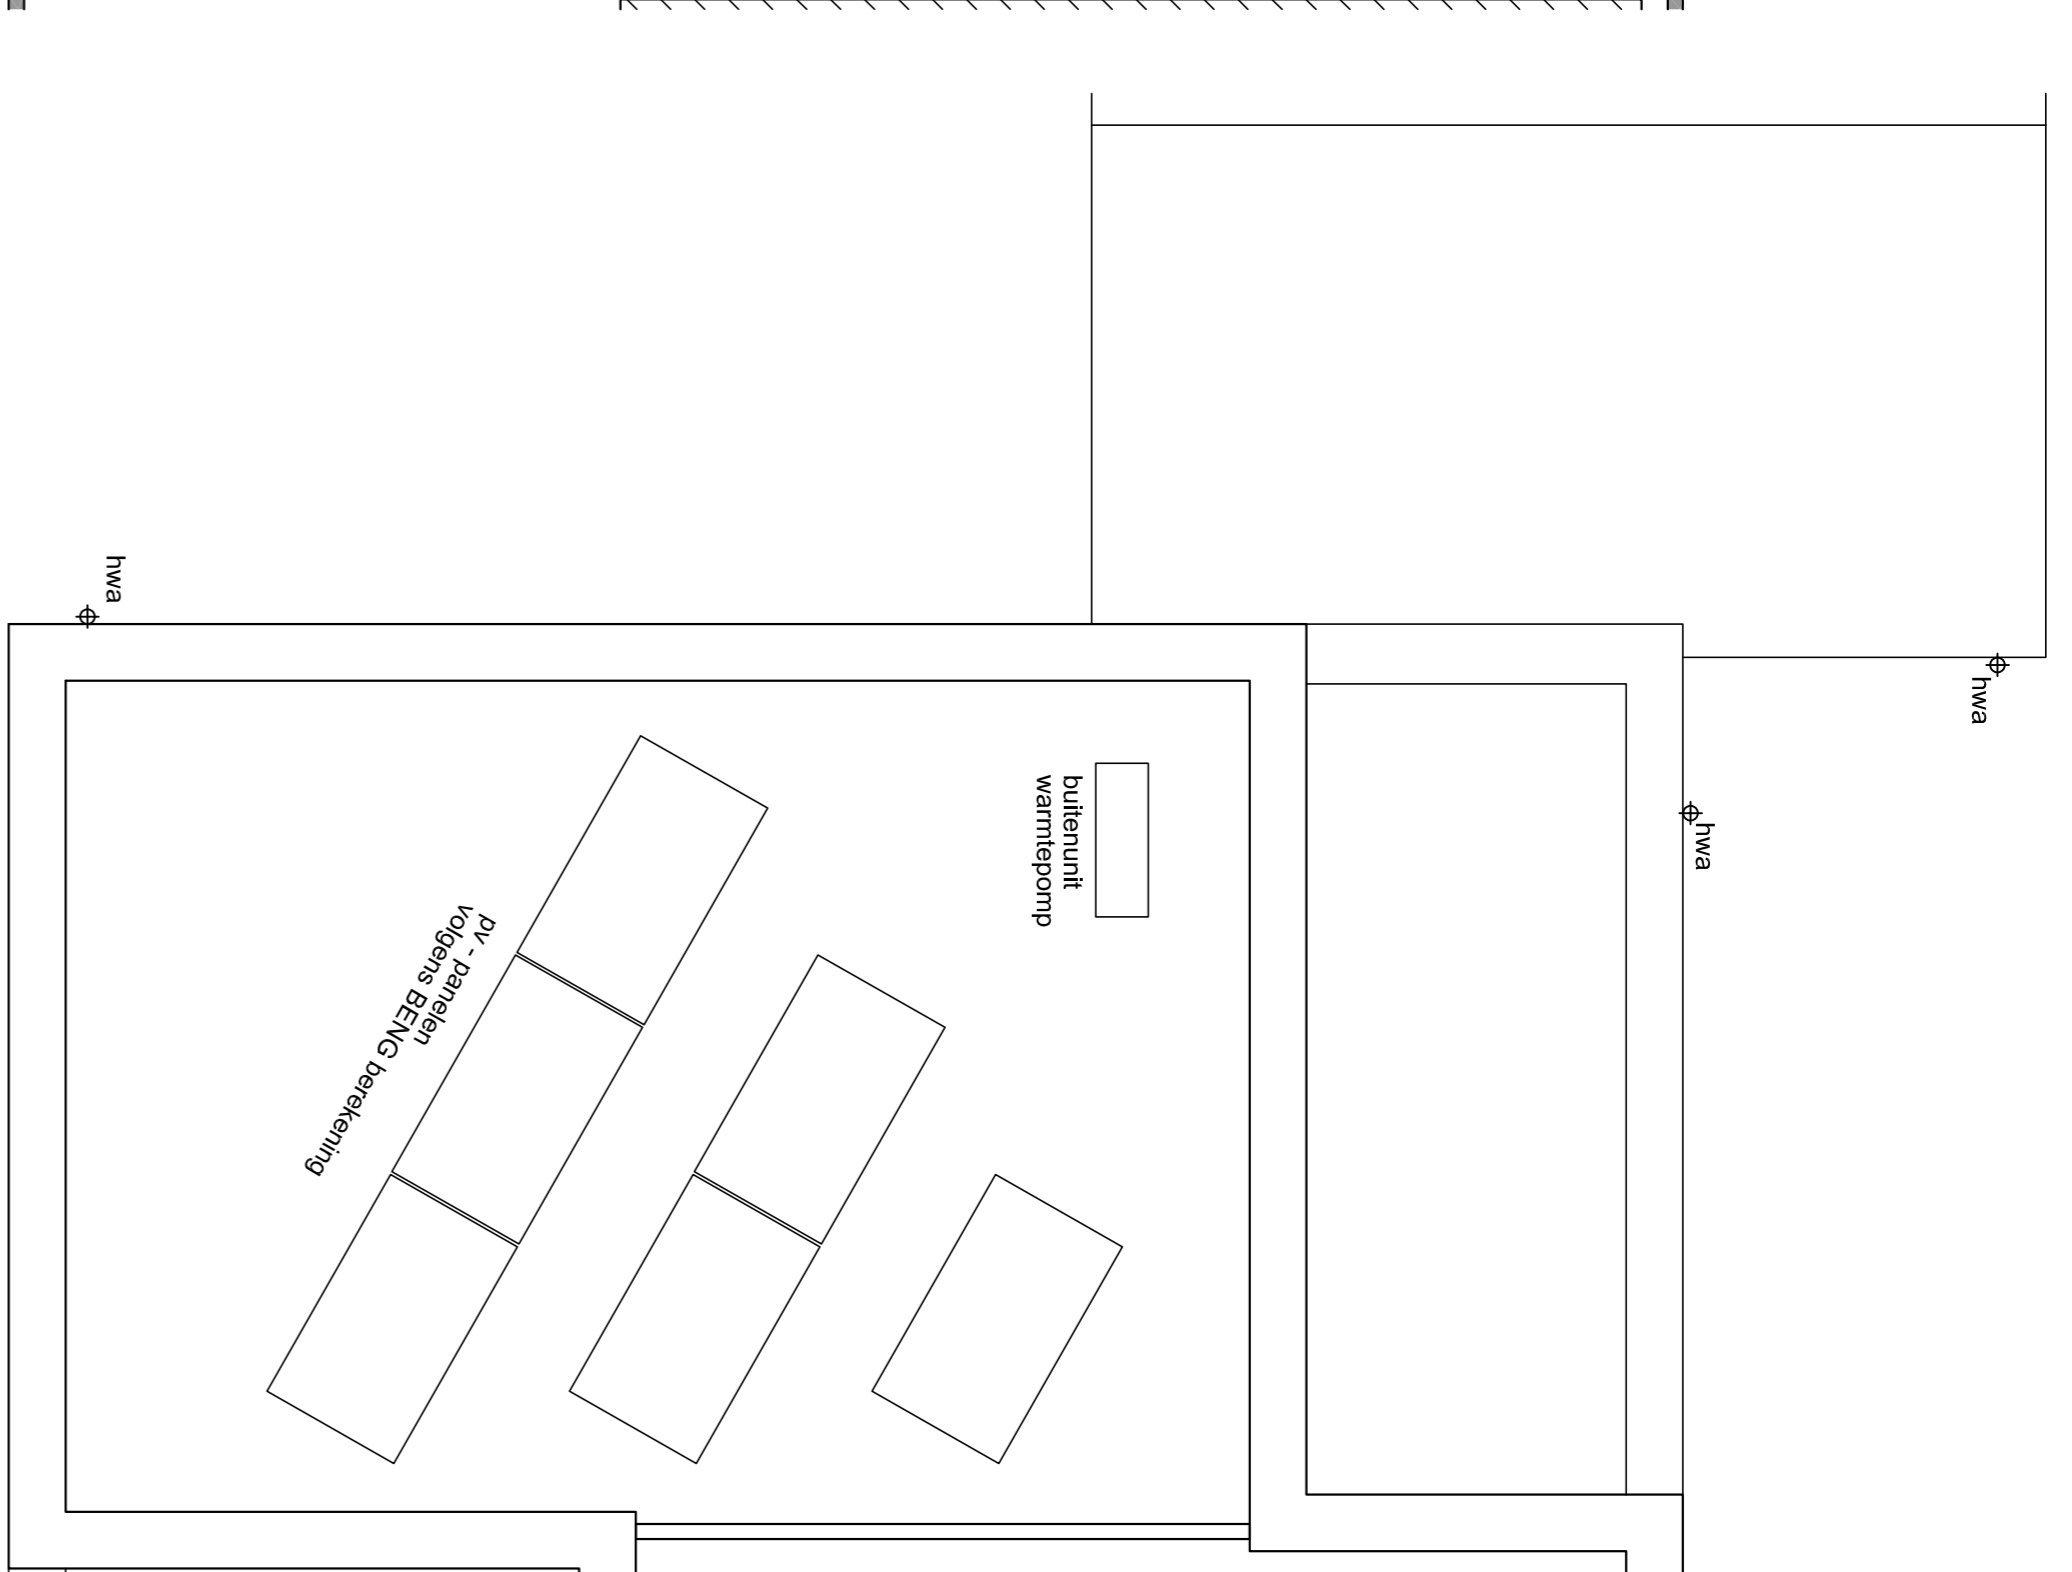 hwa
hwa
hwa
buitenunit
warmtepomp
pv - panelen
volgens BENG berekening